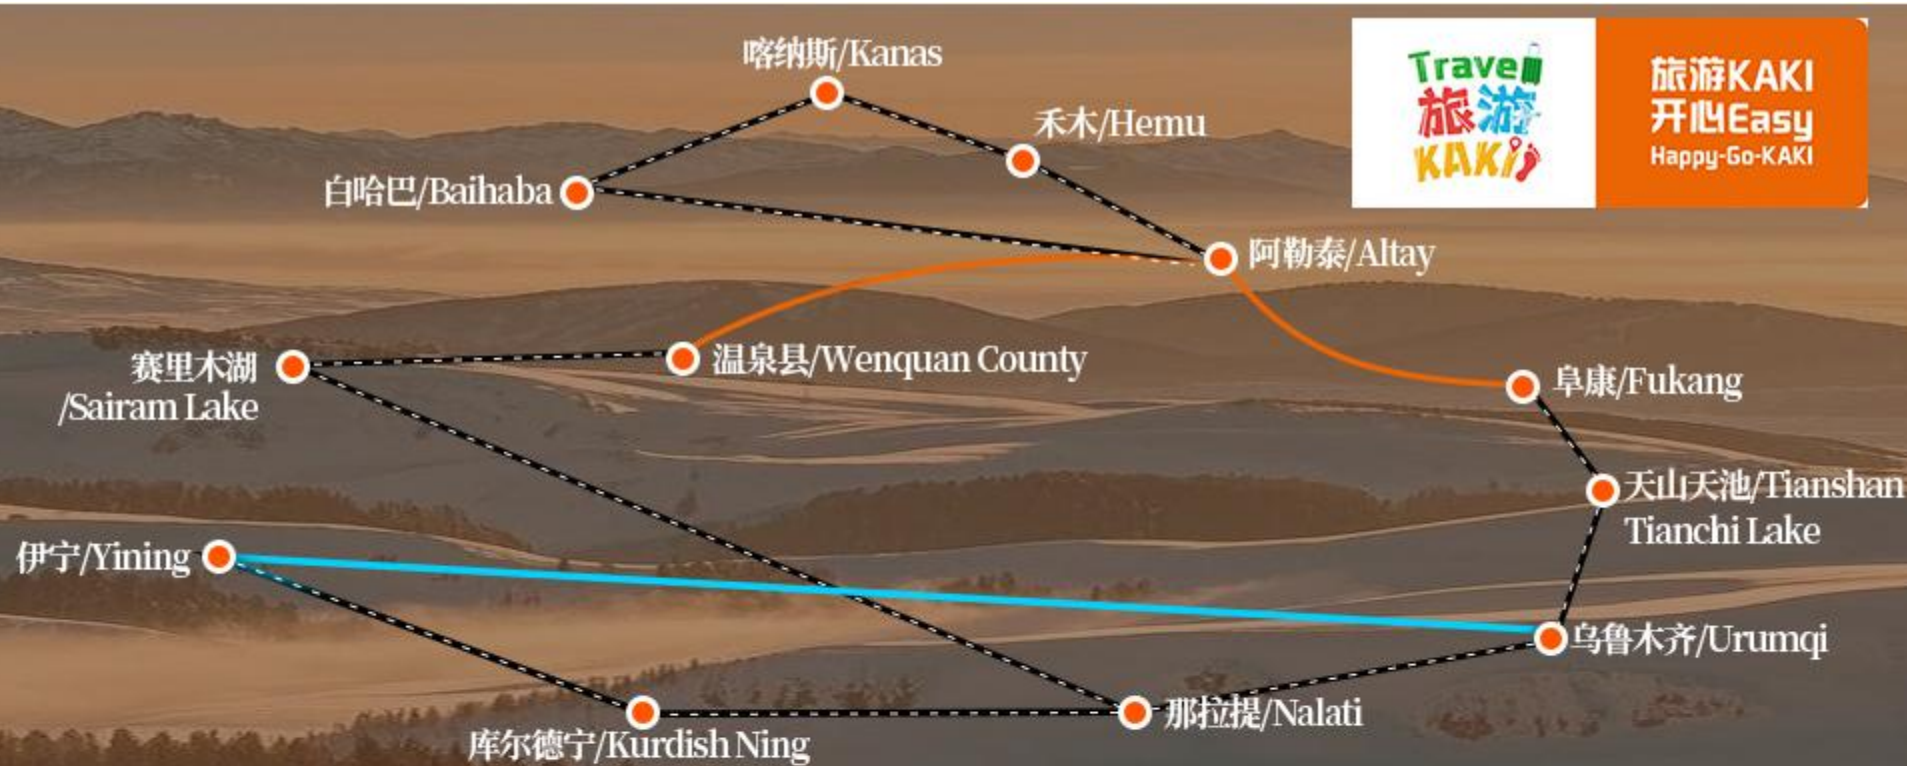 喀纳斯/Kanas
禾木/Hemu
Travel
旅游
KAKI
旅游KAKI
开心Easy
Happy-Go-KAKI
白哈巴/Baihaba
阿勒泰/Altay
赛里木湖
/Sairam Lake
温泉县/Wenquan County
阜康/Fukang
天山天池/Tianshan
Tianchi Lake
伊宁/Yining
乌鲁木齐/Urumqi
那拉提/Nalati
库尔德宁/Kurdish Ning